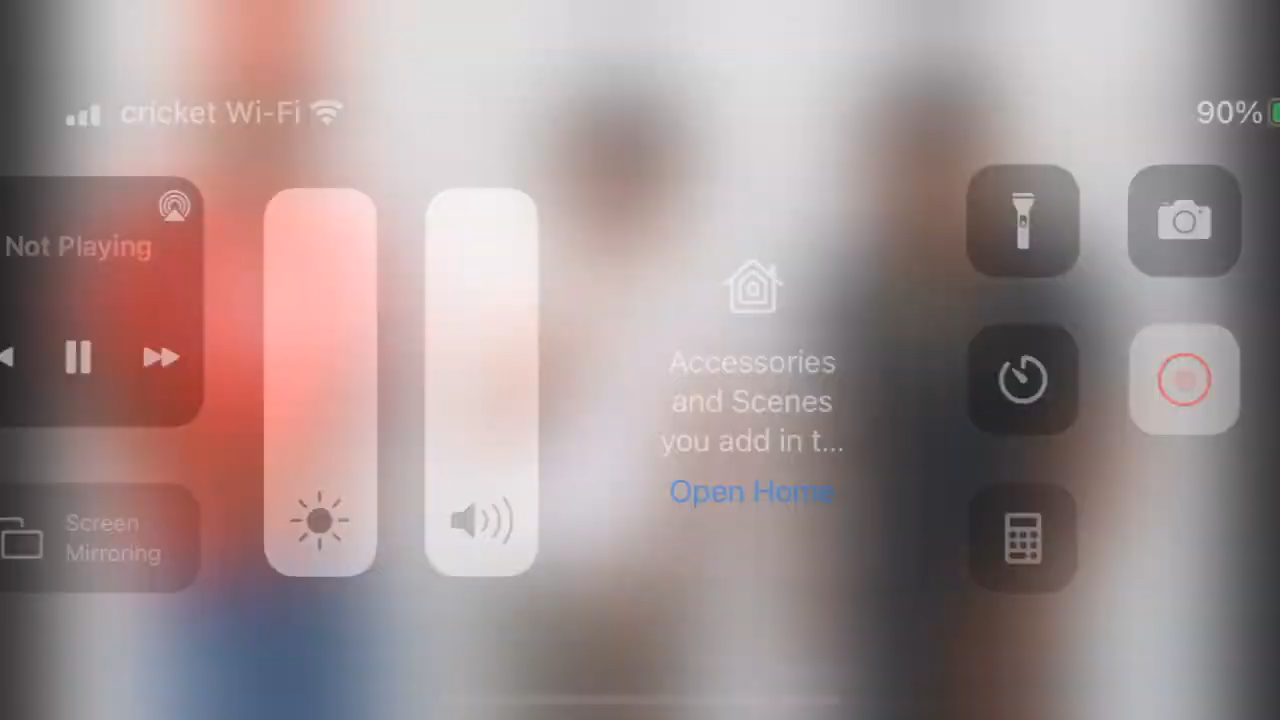 cricket Wi-Fi
90%
Not Playing
Accessories
and Scenes
you add in t...
Open Home
Screen
Mirroring